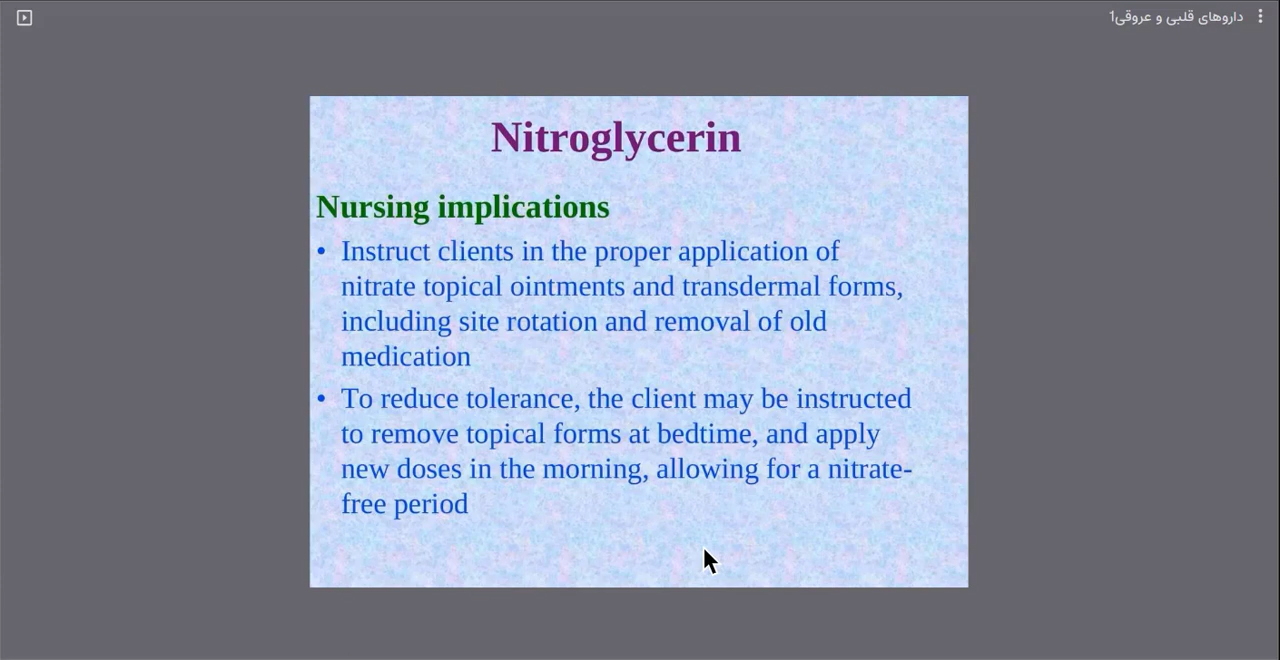 داروهای قلبی و عروقی1
Nitroglycerin
Nursing implications
• Instruct clients in the proper application of
nitrate topical ointments and transdermal forms,
including site rotation and removal of old
medication
• To reduce tolerance, the client may be instructed
to remove topical forms at bedtime, and apply
new doses in the morning, allowing for a nitrate-
free period